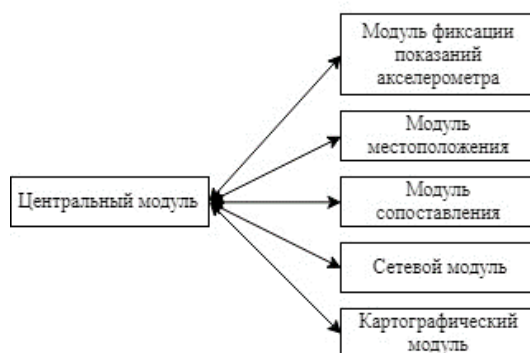 Модуль фиксации
показаний
акселерометра
Модуль
местоположения
Центральный модуль
Модуль
сопоставления
Сетевой модуль
Картографический
модуль